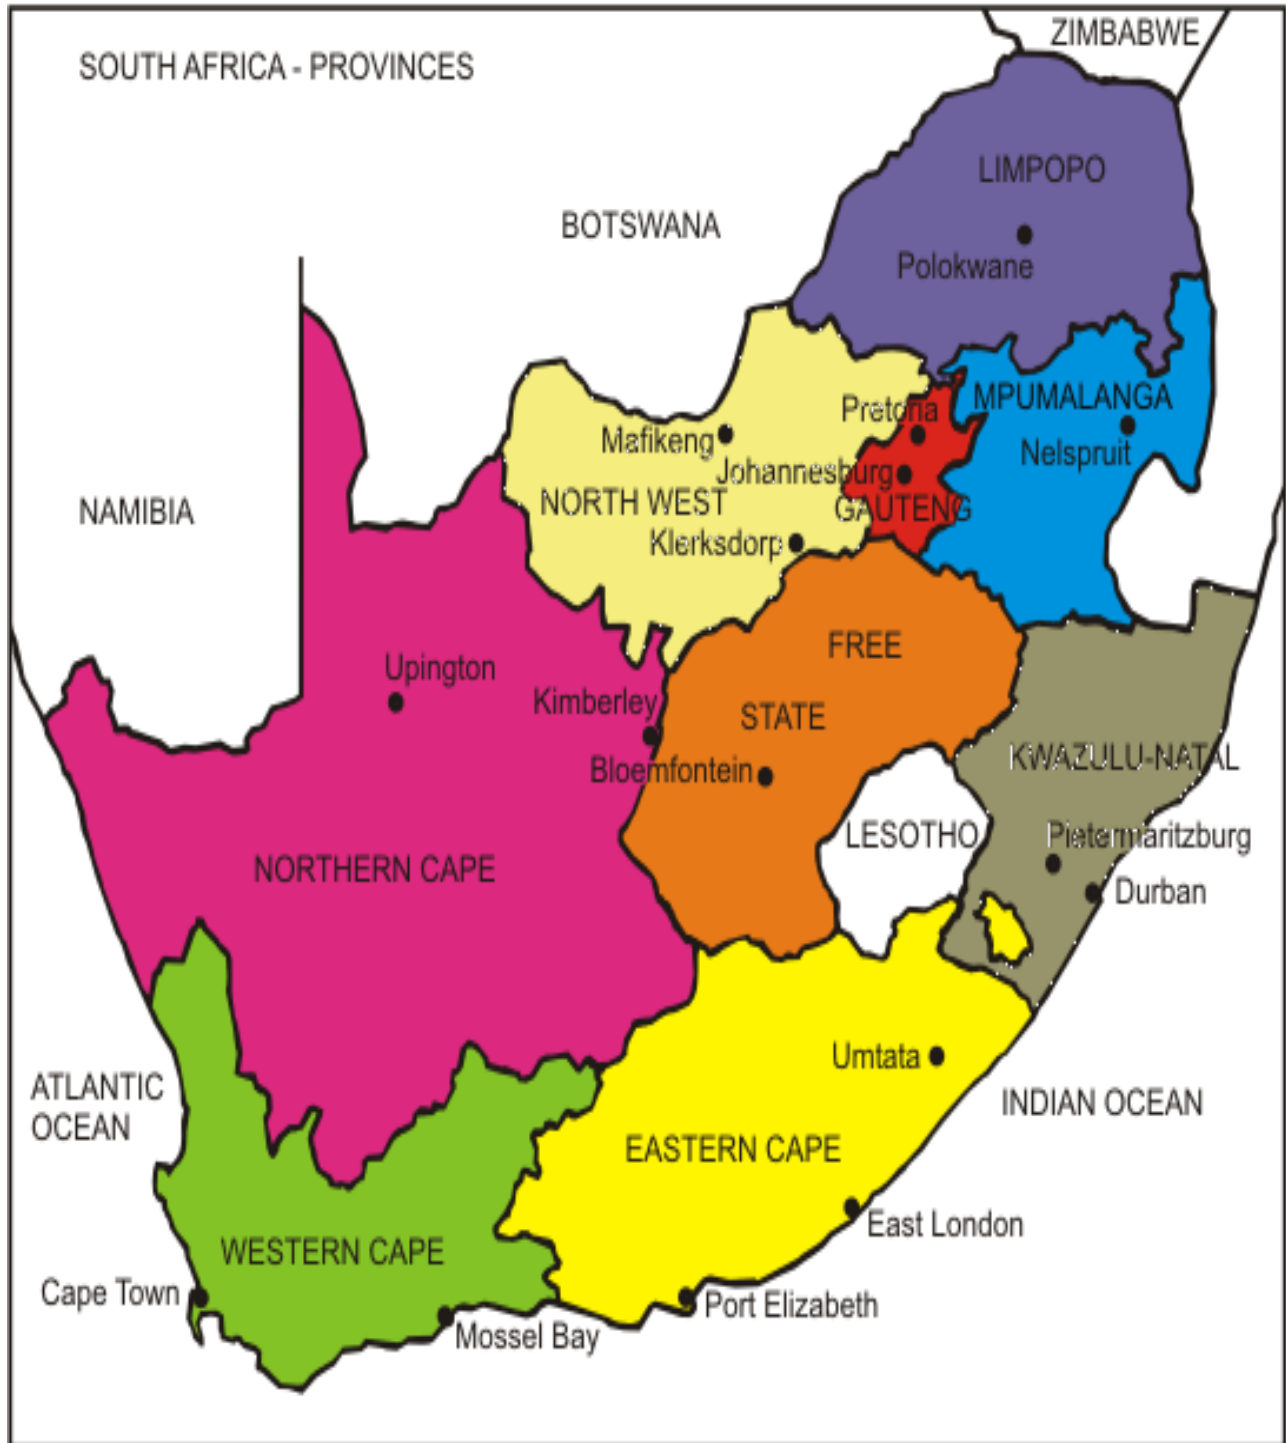 ZIMBABWE
SOUTH AFRICA - PROVINCES
LIMPOPO
BOTSWANA
Polokwane
MPUMALANGA
Pretoria
Mafikeng
Nelspruit
Johannesburg
NORTH WEST
GAUTENG
NAMIBIA
Klerksdorp
FREE
Upington
Kimberley
STATE
KWAZULU-NATAL
Bloemfontein
LESOTHO
Pietermaritzburg
NORTHERN CAPE
Durban
Umtata
ATLANTIC
OCEAN
INDIAN OCEAN
EASTERN CAPE
East London
WESTERN CAPE
Cape Town
Port Elizabeth
Mossel Bay